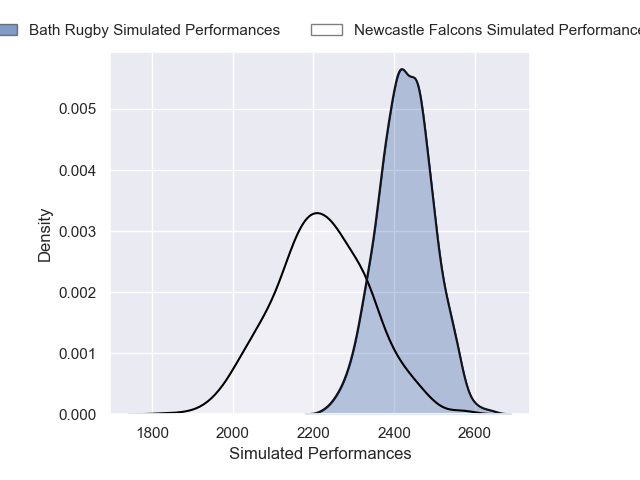 Bath Rugby Simulated Performances
Newcastle Falcons Simulated Performance
0.005
0.004
0.003
0.002
0.001
0.000
Density
1800 2000 2200 2400 2600
Simulated Performances